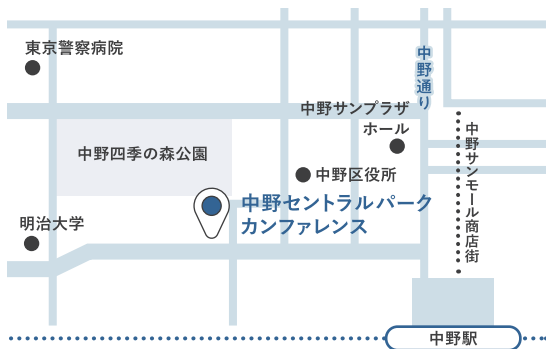 東京警察病院
中野通り
中野サンプラザ
ホール
中野サンモール商店街
中野四季の森公園
中野区役所
中野セントラルパーク
カンファレンス
明治大学
中野駅